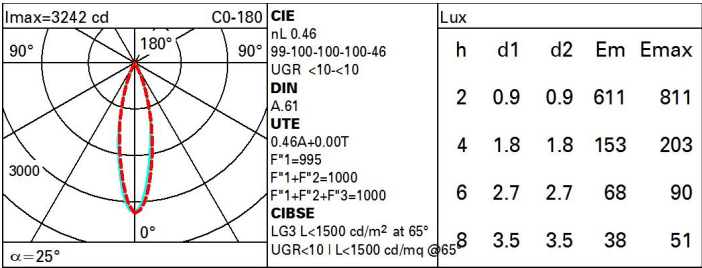 Imax=3242 cd C0-180
90° 180° 90°
3000
0°
α=25°
CIE
nL 0.46
99-100-100-100-46
UGR <10-<10
DIN
A.61
UTE
0.46A+0.00T
F"1=995
F"1+F"2=1000
F"1+F"2+F"3=1000
CIBSE
LG3 L<1500 cd/m² at 65°
UGR<10 | L<1500 cd/mq @65°
Lux
h d1 d2 Em Emax
2 0.9 0.9 611 811
4 1.8 1.8 153 203
6 2.7 2.7 68 90
8 3.5 3.5 38 51